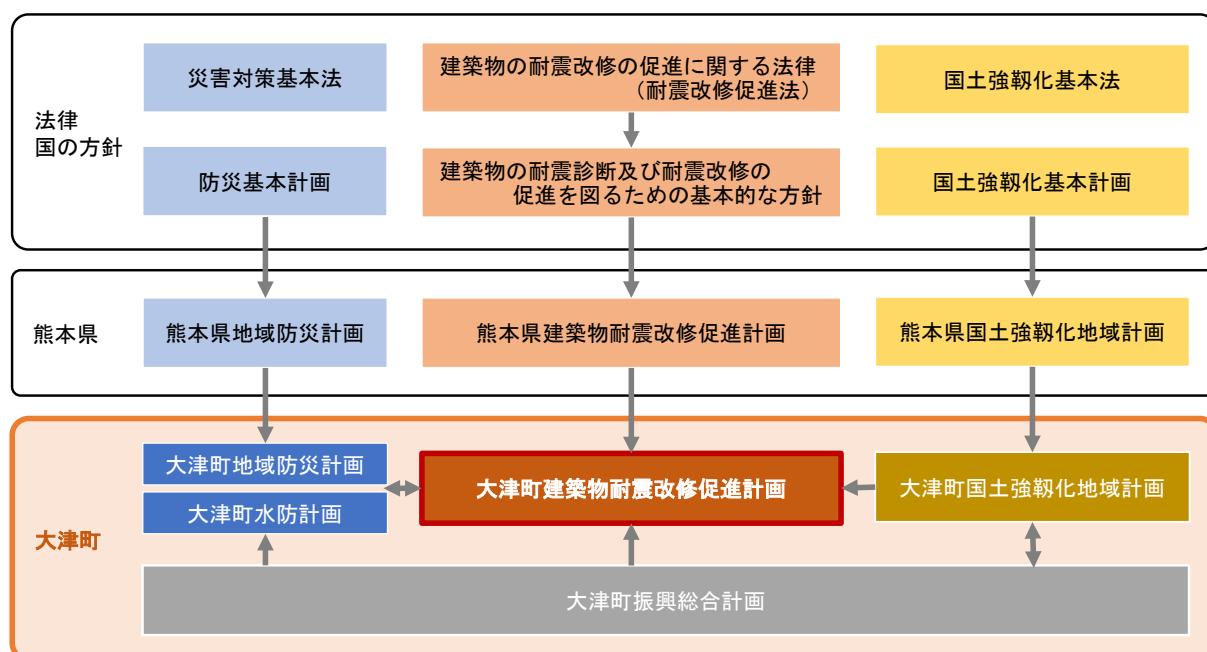 法律
国の方針
災害対策基本法
建築物の耐震改修の促進に関する法律
（耐震改修促進法）
国土強靱化基本法
防災基本計画
建築物の耐震診断及び耐震改修の
促進を図るための基本的な方針
国土強靱化基本計画
熊本県
熊本県地域防災計画
熊本県建築物耐震改修促進計画
熊本県国土強靱化地域計画
大津町
大津町地域防災計画
大津町水防計画
大津町建築物耐震改修促進計画
大津町国土強靱化地域計画
大津町振興総合計画